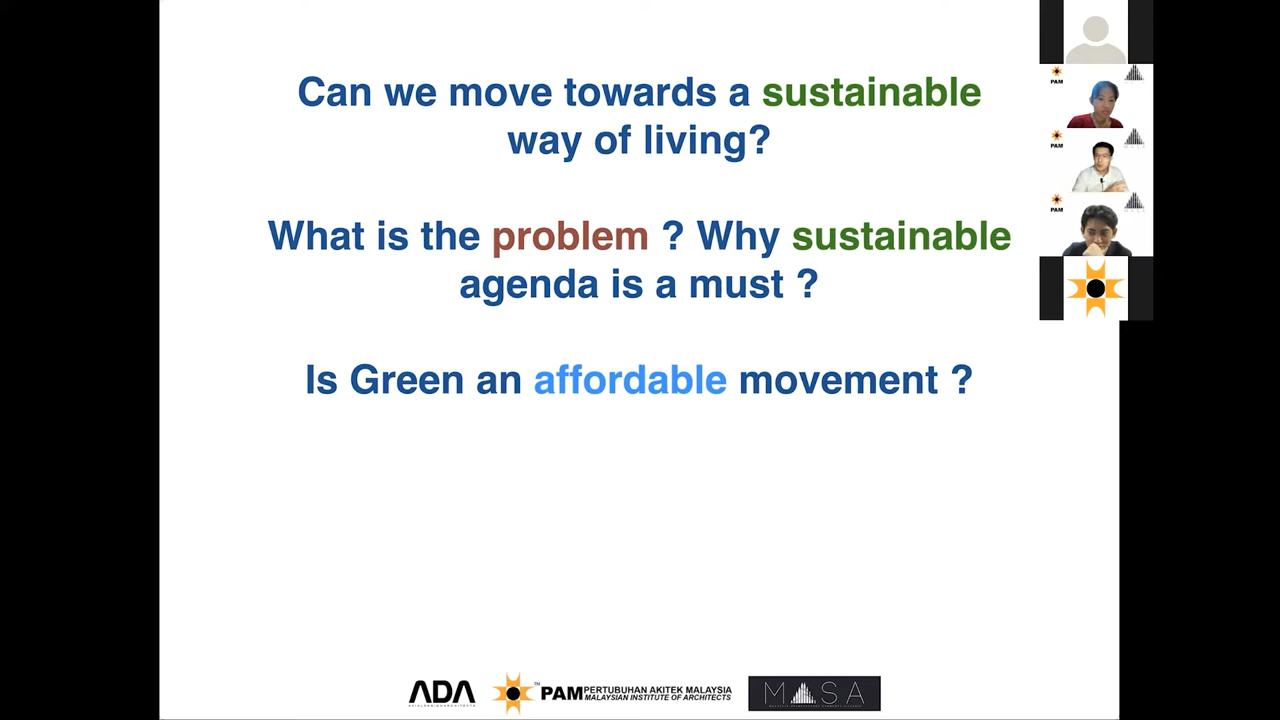 Can we move towards a sustainable
way of living?
What is the problem ? Why sustainable
agenda is a must ?
Is Green an affordable movement ?
PAM
PAM
PAM
ADA
PAM PERTUBUHAN AKITEK MALAYSIA
MALAYSIAN INSTITUTE OF ARCHITECTS
TM
MASA